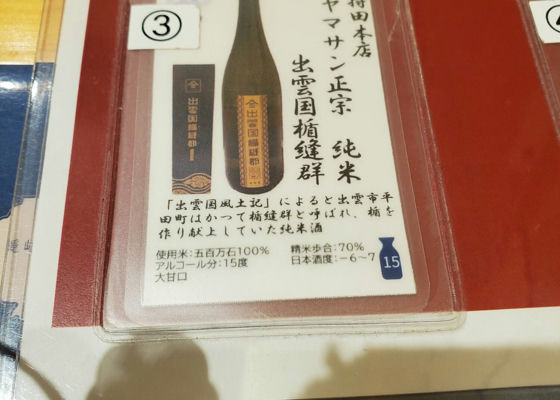 ③
持田本店
ヤマサン正宗 純米
出雲国楯縫群
出雲国楯縫郡
「出雲国風土記」によると出雲市平
田町はかつて楯縫群と呼ばれ、楯を
作り献上していた純米酒
使用米：五百万石100%
精米歩合：70%
アルコール分：15度
日本酒度：－6～7
大甘口
15